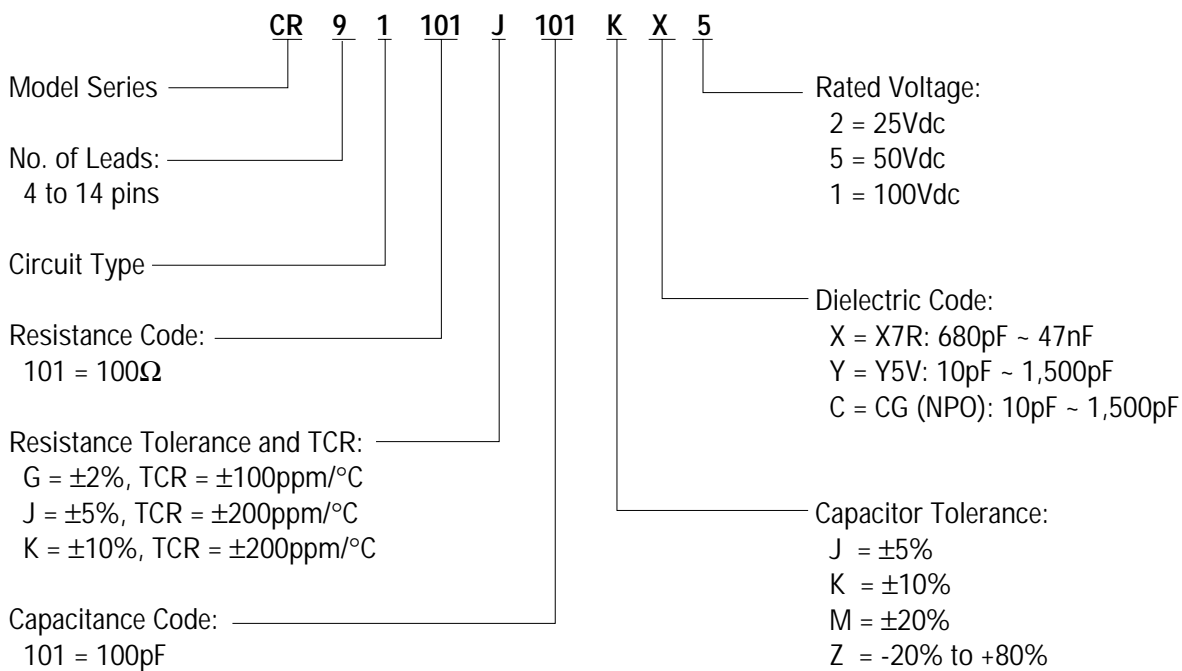 CR 9 1 101 J 101 K X 5
Model Series
No. of Leads:
4 to 14 pins
Circuit Type
Resistance Code:
101 = 100Ω
Resistance Tolerance and TCR:
G = ±2%, TCR = ±100ppm/°C
J = ±5%, TCR = ±200ppm/°C
K = ±10%, TCR = ±200ppm/°C
Capacitance Code:
101 = 100pF
Rated Voltage:
2 = 25Vdc
5 = 50Vdc
1 = 100Vdc
Dielectric Code:
X = X7R: 680pF ~ 47nF
Y = Y5V: 10pF ~ 1,500pF
C = CG (NPO): 10pF ~ 1,500pF
Capacitor Tolerance:
J = ±5%
K = ±10%
M = ±20%
Z = -20% to +80%